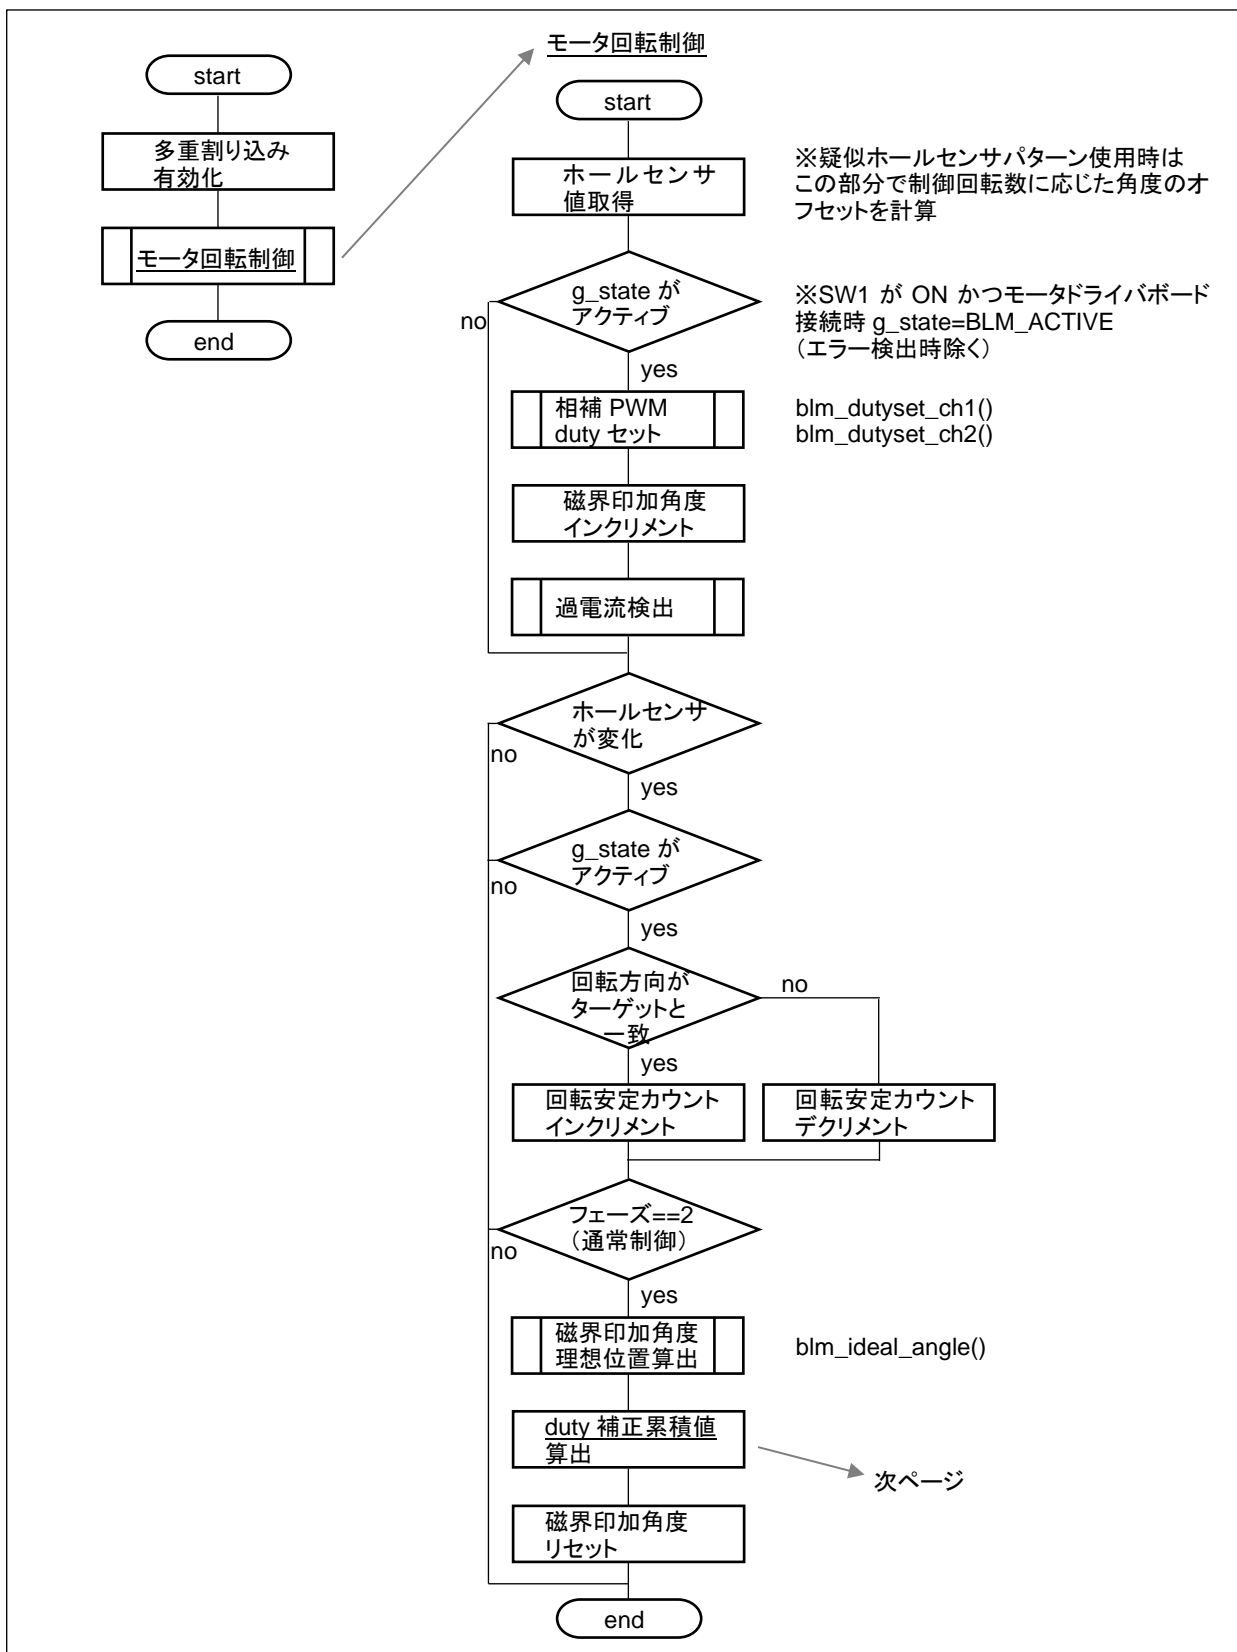 start
多重割り込み
有効化
モータ回転制御
end
モータ回転制御
start
ホールセンサ
値取得
※疑似ホールセンサパターン使用時は
この部分で制御回転数に応じた角度のオ
フセットを計算
g_state が
アクティブ
no
yes
※SW1 が ON かつモータドライバボード
接続時 g_state=BLM_ACTIVE
（エラー検出時除く）
相補 PWM
duty セット
blm_dutyset_ch1()
blm_dutyset_ch2()
磁界印加角度
インクリメント
過電流検出
ホールセンサ
が変化
no
yes
g_state が
アクティブ
no
yes
回転方向が
ターゲットと
一致
no
yes
回転安定カウント
インクリメント
回転安定カウント
デクリメント
フェーズ==2
（通常制御）
no
yes
磁界印加角度
理想位置算出
blm_ideal_angle()
duty 補正累積値
算出
次ページ
磁界印加角度
リセット
end